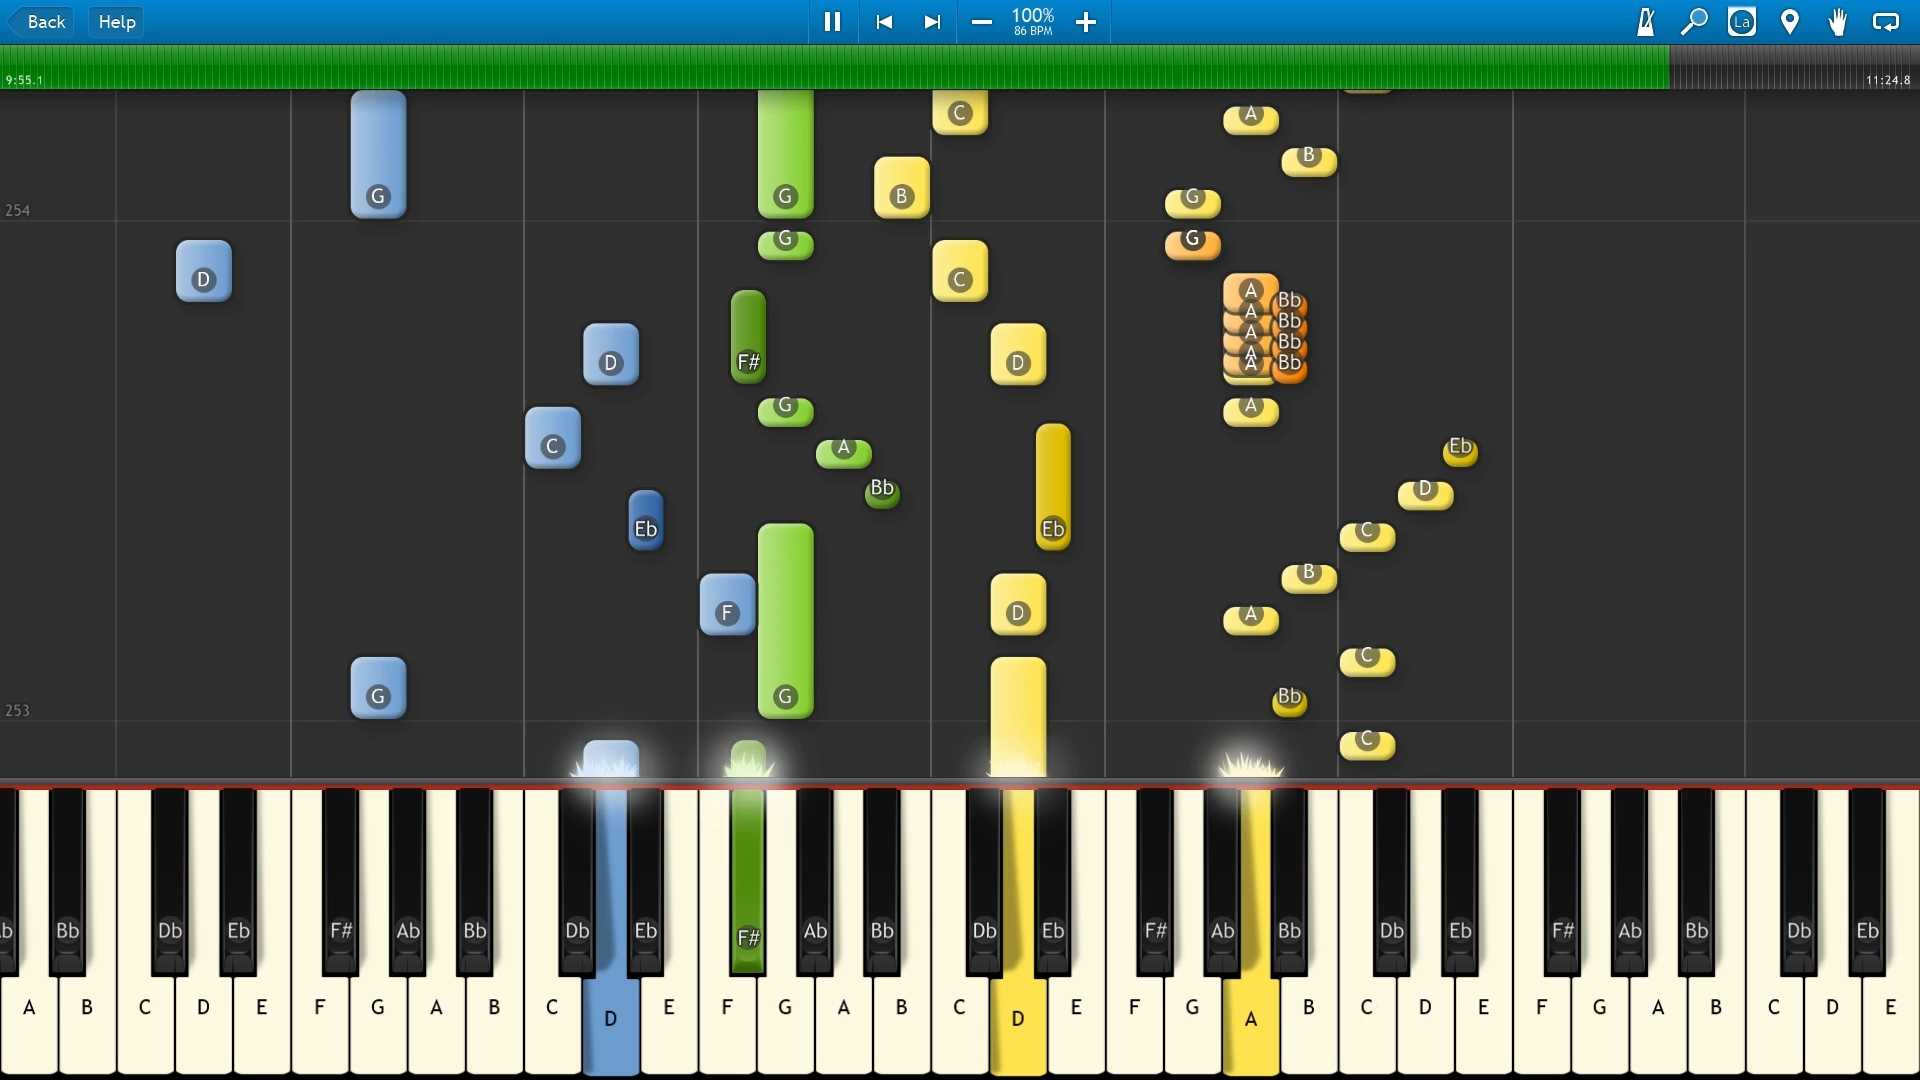 Back Help 100% La
86 BPM
9:55.1 11:24.8
C A
B
G G B G
254
G G
D C A Bb
A Bb
A Bb
D F# D A Bb
A
G A
C A Eb
Bb D
Eb Eb C
B
F D A
C
G G Bb
253
C
b Bb Db Eb F# Ab Bb Db Eb F# Ab Bb Db Eb F# Ab Bb Db Eb F# Ab Bb Db Eb
A B C D E F G A B C D E F G A B C D E F G A B C D E F G A B C D E